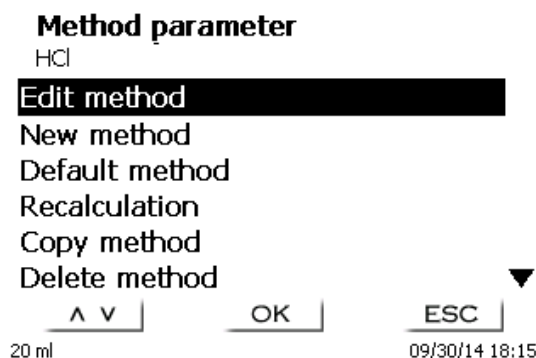 Method parameter
HCl
Edit method
New method
Default method
Recalculation
Copy method
Delete method
∧ ∨ OK ESC
20 ml 09/30/14 18:15